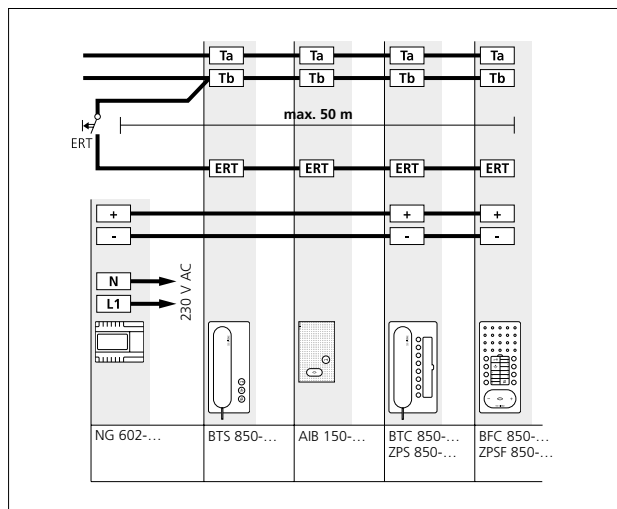 Ta Ta Ta Ta
Tb Tb Tb Tb
max. 50 m
ERT
ERT ERT ERT ERT
+ + +
- - -
N
L1
230 V AC
NG 602-... BTS 850-... AIB 150-... BTC 850-... BFC 850-...
ZPS 850-... ZPSF 850-...